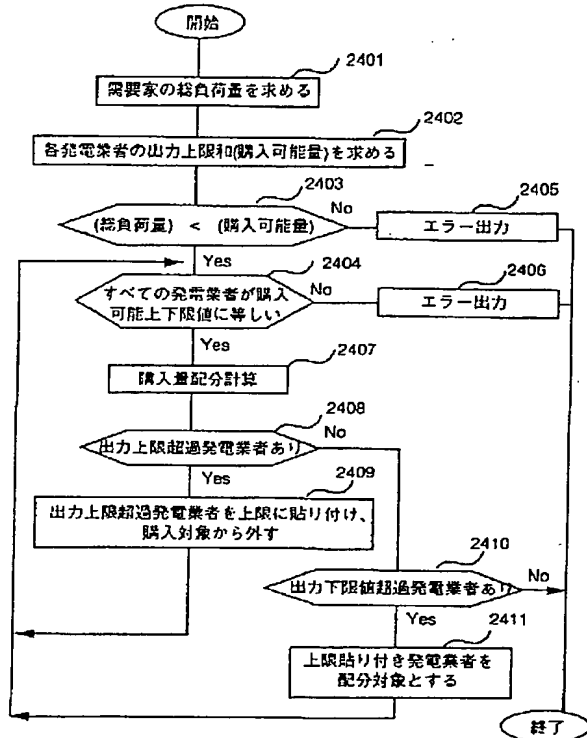 開始
2401
需要家の総負荷量を求める
2402
各発電業者の出力上限和(購入可能量)を求める
2403
(総負荷量) < (購入可能量)
No
2405
エラー出力
Yes
2404
すべての発電業者が購入
可能上下限値に等しい
No
2406
エラー出力
Yes
2407
購入量配分計算
2408
出力上限超過発電業者あり
No
Yes
2409
出力上限超過発電業者を上限に貼り付け、
購入対象から外す
2410
出力下限値超過発電業者あり
No
Yes
2411
上限貼り付き発電業者を
配分対象とする
終了